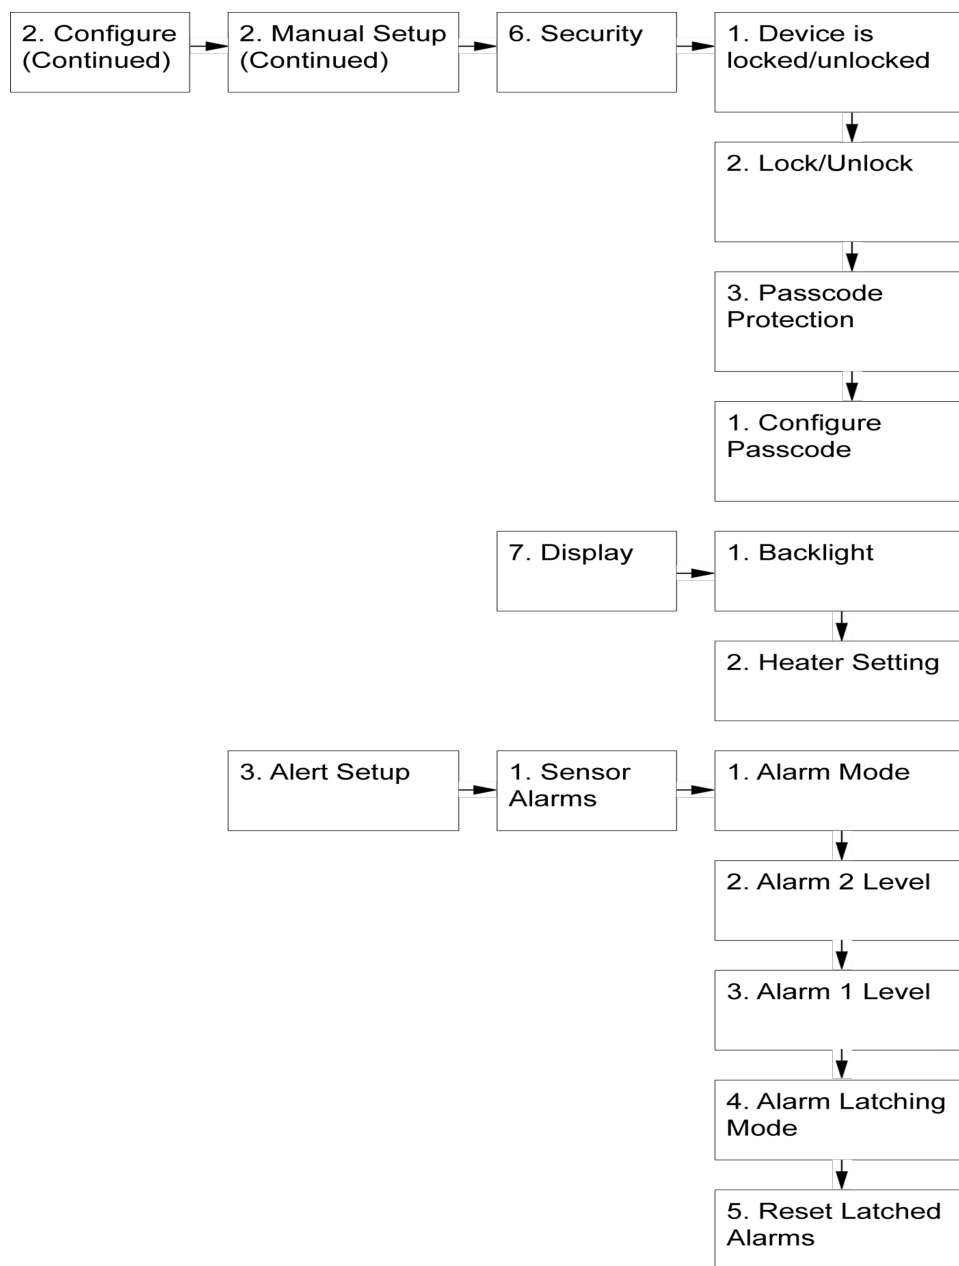 2. Configure
(Continued)
2. Manual Setup
(Continued)
6. Security
1. Device is
locked/unlocked
2. Lock/Unlock
3. Passcode
Protection
1. Configure
Passcode
7. Display
1. Backlight
2. Heater Setting
3. Alert Setup
1. Sensor
Alarms
1. Alarm Mode
2. Alarm 2 Level
3. Alarm 1 Level
4. Alarm Latching
Mode
5. Reset Latched
Alarms